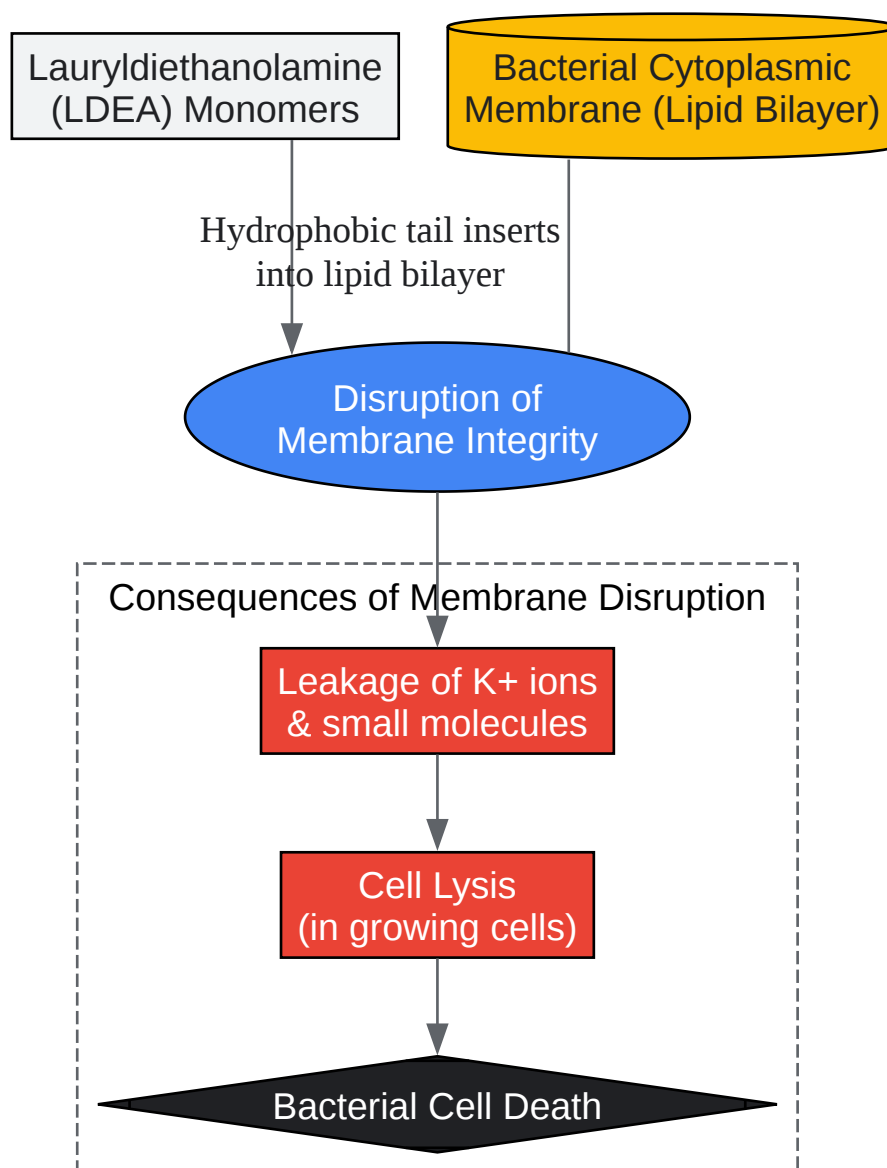 Lauryldiethanolamine
(LDEA) Monomers
Bacterial Cytoplasmic
Membrane (Lipid Bilayer)
Hydrophobic tail inserts
into lipid bilayer
Disruption of
Membrane Integrity
Consequences of Membrane Disruption
Leakage of K+ ions
& small molecules
Cell Lysis
(in growing cells)
Bacterial Cell Death